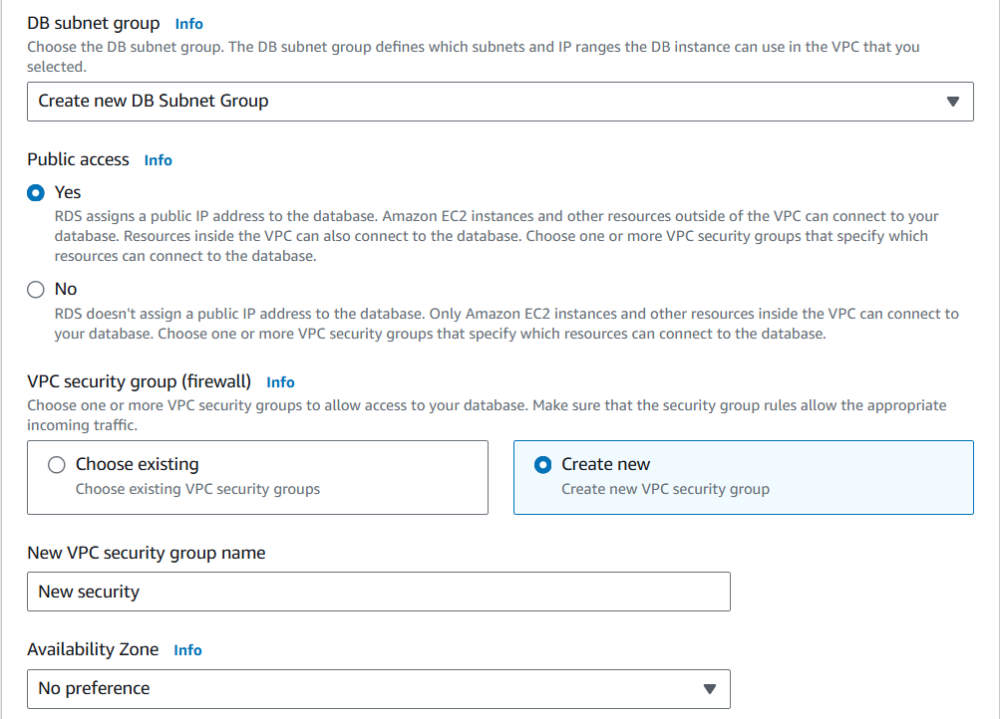 DB subnet group Info
Choose the DB subnet group. The DB subnet group defines which subnets and IP ranges the DB instance can use in the VPC that you
selected.
Create new DB Subnet Group
Public access Info
Yes
RDS assigns a public IP address to the database. Amazon EC2 instances and other resources outside of the VPC can connect to your
database. Resources inside the VPC can also connect to the database. Choose one or more VPC security groups that specify which
resources can connect to the database.
No
RDS doesn't assign a public IP address to the database. Only Amazon EC2 instances and other resources inside the VPC can connect to
your database. Choose one or more VPC security groups that specify which resources can connect to the database.
VPC security group (firewall) Info
Choose one or more VPC security groups to allow access to your database. Make sure that the security group rules allow the appropriate
incoming traffic.
Choose existing
Choose existing VPC security groups
Create new
Create new VPC security group
New VPC security group name
New security
Availability Zone Info
No preference